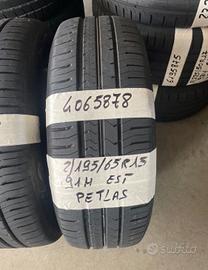 4065878
2/195/65R15
91H EST
PETLAS
subito